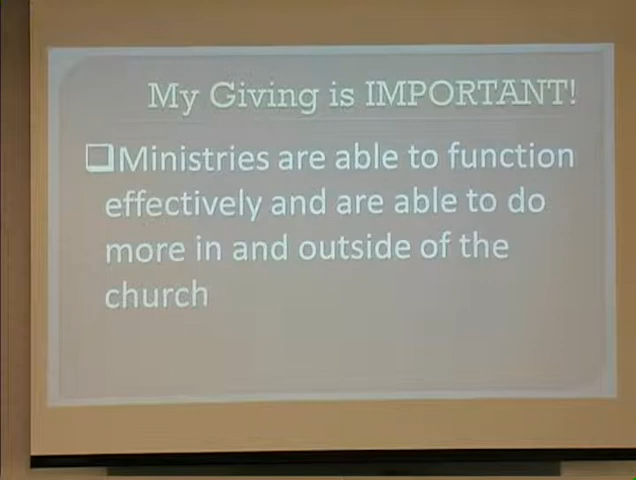 My Giving is IMPORTANT!
❑Ministries are able to function
effectively and are able to do
more in and outside of the
church